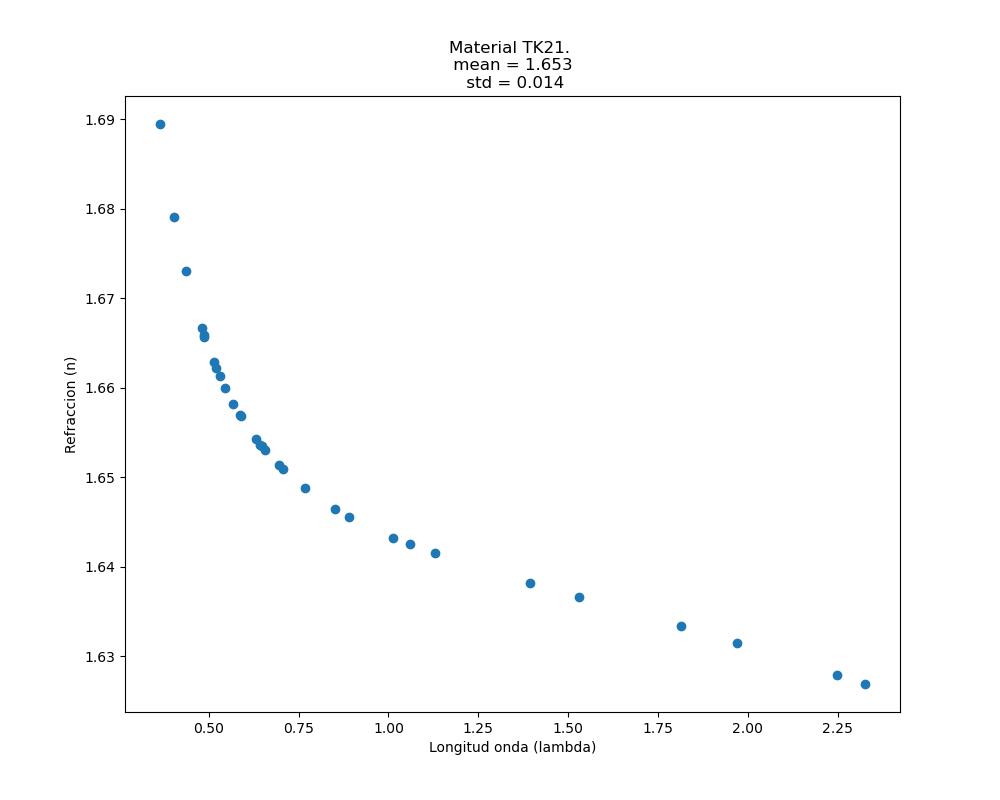 Material TK21.
mean = 1.653
std = 0.014
1.69
1.68
1.67
1.66
1.65
1.64
1.63
Refraccion (n)
0.50 0.75 1.00 1.25 1.50 1.75 2.00 2.25
Longitud onda (lambda)